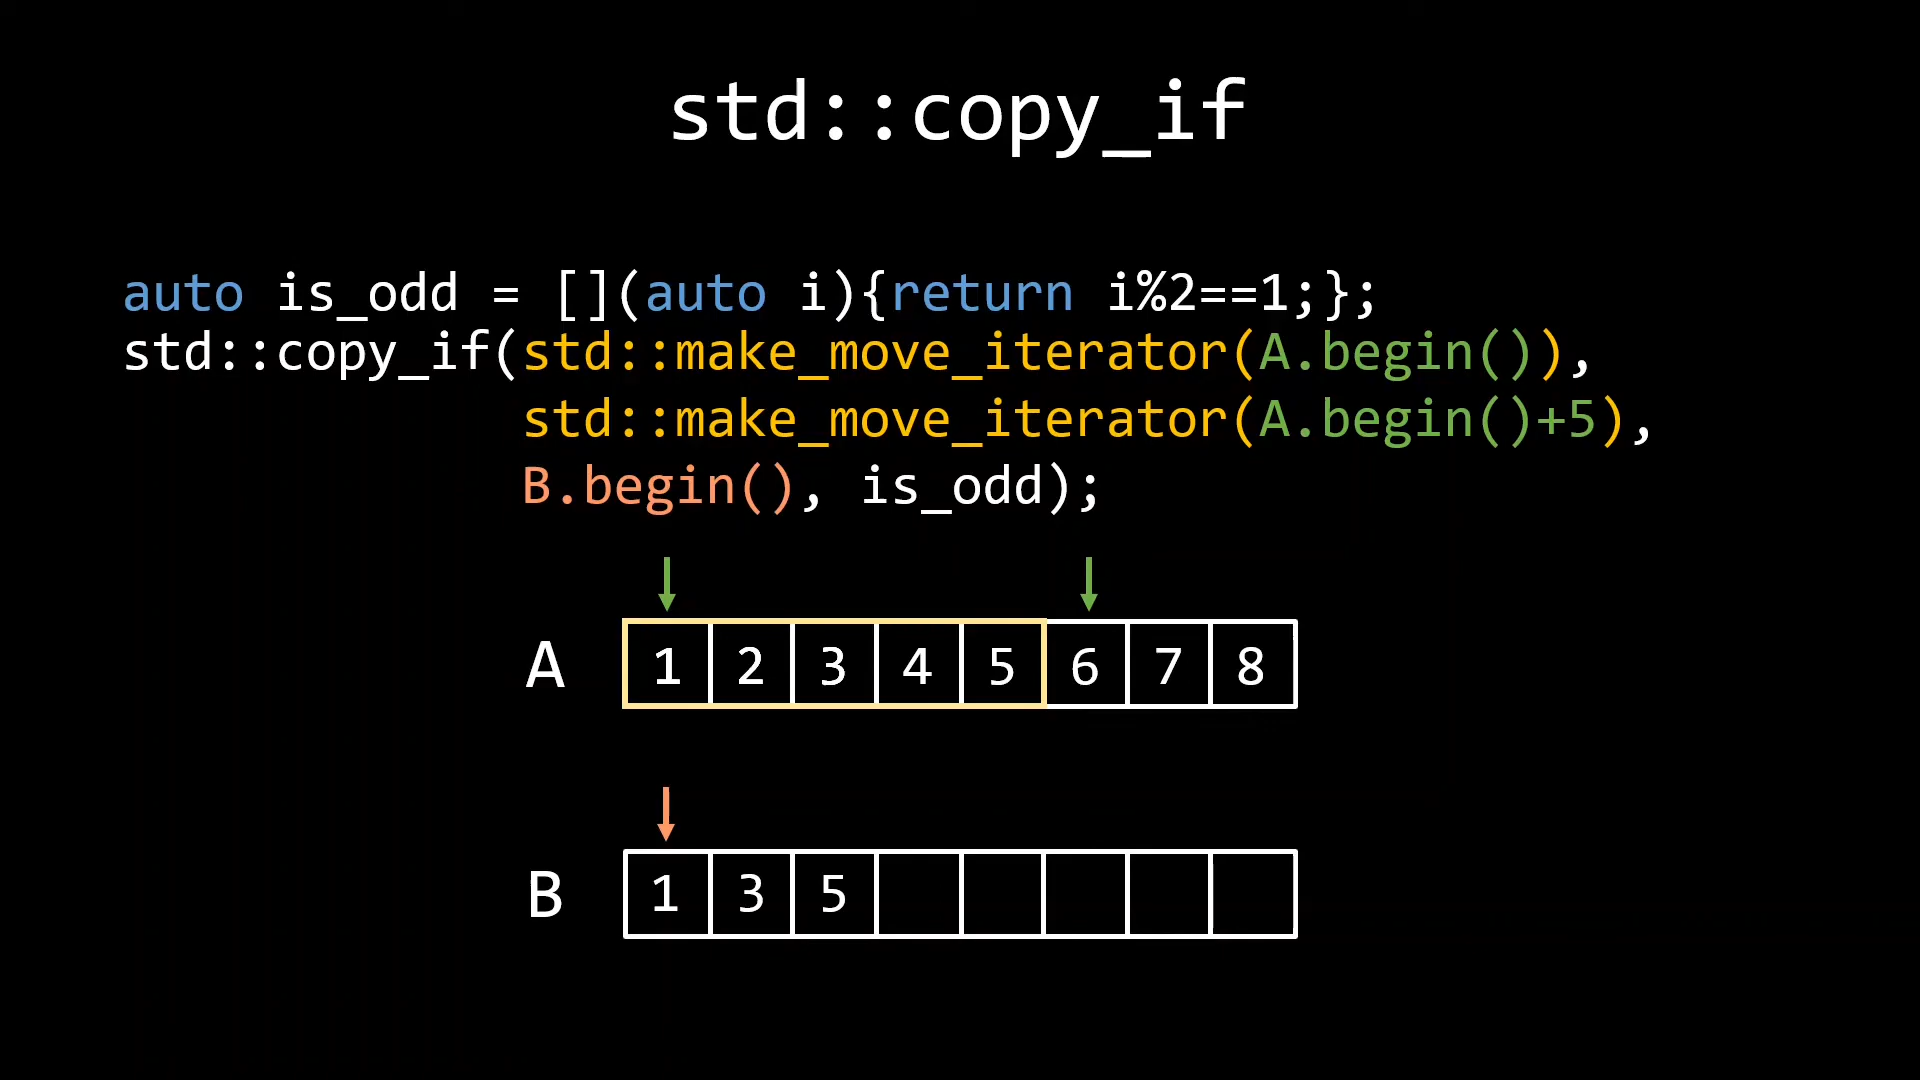 std::copy_if
auto is_odd = [](auto i){return i%2==1;};
std::copy_if(std::make_move_iterator(A.begin()),
std::make_move_iterator(A.begin()+5),
B.begin(), is_odd);
A 1 2 3 4 5 6 7 8
B 1 3 5